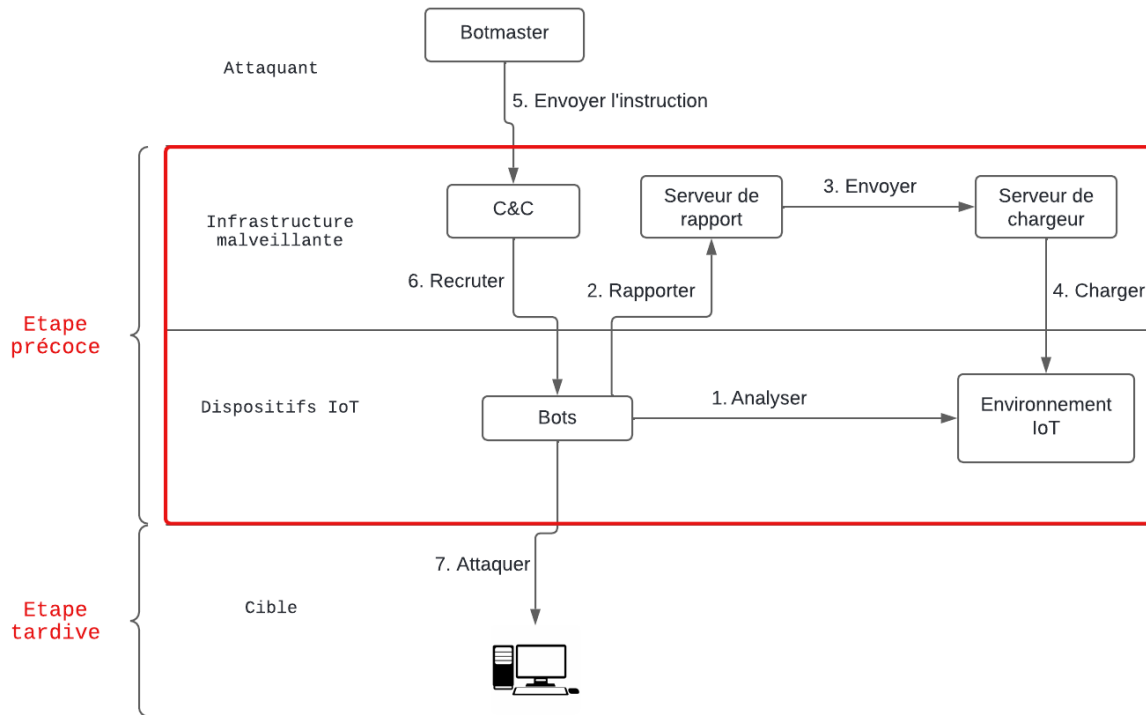 Botmaster
Attaquant
5. Envoyer l'instruction
Infrastructure
malveillante
C&C
Serveur de
rapport
3. Envoyer
Serveur de
chargeur
6. Recruter
2. Rapporter
4. Charger
Etape
précoce
Dispositifs IoT
Bots
1. Analyser
Environnement
IoT
7. Attaquer
Etape
tardive
Cible